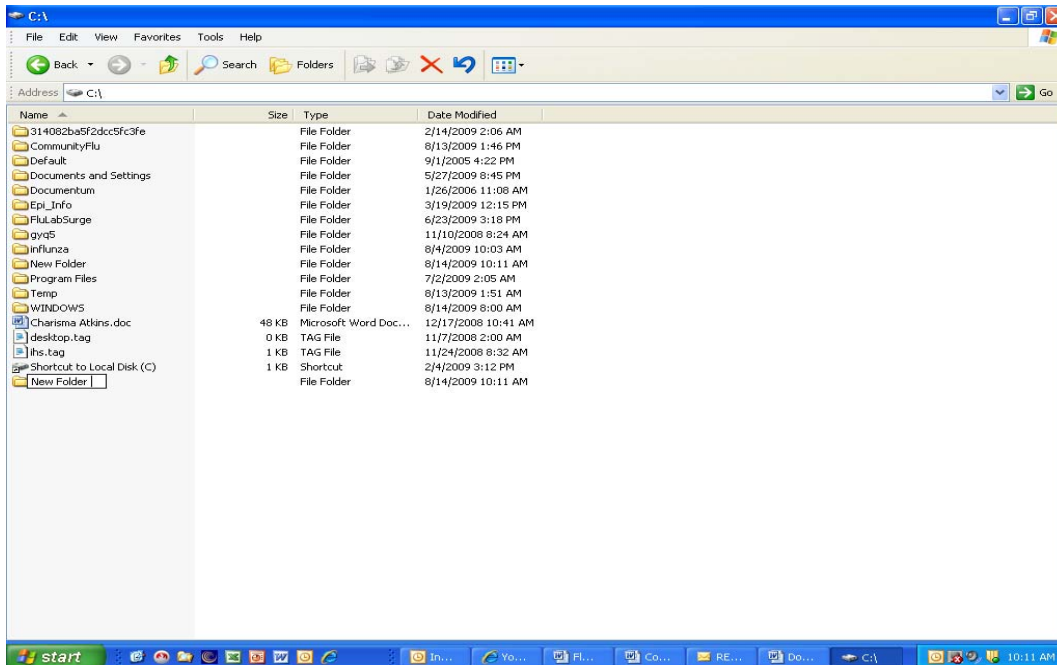 C:\
File Edit View Favorites Tools Help
Back Search Folders
Address C:\ Go
Name Size Type Date Modified
314082ba5f2dcc5fc3fe File Folder 2/14/2009 2:06 AM
CommunityFlu File Folder 8/13/2009 1:46 PM
Default File Folder 9/1/2005 4:22 PM
Documents and Settings File Folder 5/27/2009 8:45 PM
Documentum File Folder 1/26/2006 11:08 AM
Epi_Info File Folder 3/19/2009 12:15 PM
FluLabSurge File Folder 6/23/2009 3:18 PM
gyq5 File Folder 11/10/2008 8:24 AM
influnza File Folder 8/4/2009 10:03 AM
New Folder File Folder 8/14/2009 10:11 AM
Program Files File Folder 7/2/2009 2:05 AM
Temp File Folder 8/13/2009 1:51 AM
WINDOWS File Folder 8/14/2009 8:00 AM
Charisma Atkins.doc 48 KB Microsoft Word Doc... 12/17/2008 10:41 AM
desktop.tag 0 KB TAG File 11/7/2008 2:00 AM
ihs.tag 1 KB TAG File 11/24/2008 8:32 AM
Shortcut to Local Disk (C) 1 KB Shortcut 2/4/2009 3:12 PM
New Folder File Folder 8/14/2009 10:11 AM
start In... Yo... Fl... Co... RE... Do... C:\ 10:11 AM